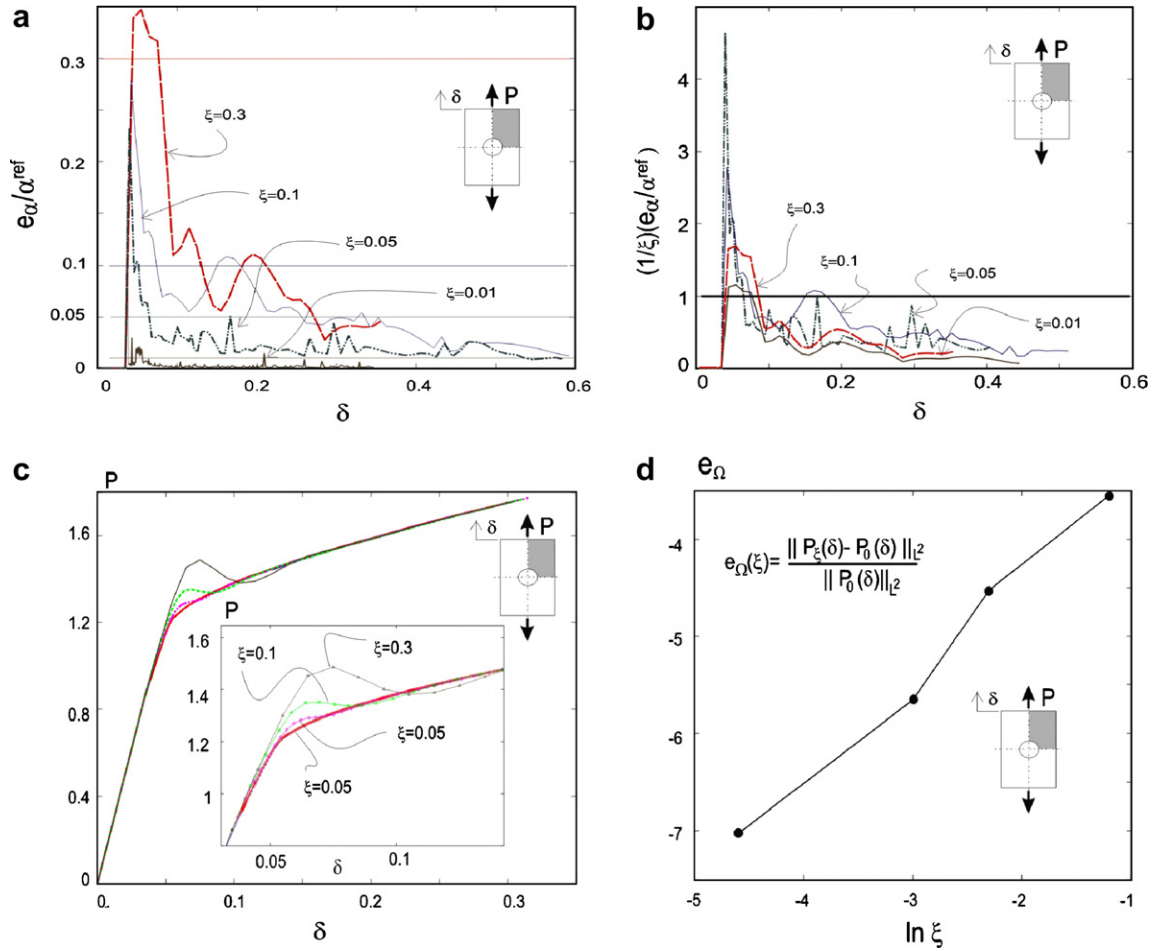 a
e_α/α^ref
0.3
0.2
0.1
0.05
0
0
0.2
0.4
0.6
δ
ξ=0.3
ξ=0.1
ξ=0.05
ξ=0.01
δ
P
b
(1/ξ)(e_α/α^ref)
4
3
2
1
0
0
0.1
0.2
0.4
0.6
δ
ξ=0.3
ξ=0.1
ξ=0.05
ξ=0.01
δ
P
c
P
1.6
1.2
0.8
0.4
0
0.
0.1
0.2
0.3
δ
δ
P
P
1.6
1.4
1.2
1
0.05
0.1
δ
ξ=0.1
ξ=0.3
ξ=0.05
ξ=0.05
d
e_Ω
e_Ω(ξ)= || P_ξ(δ)- P_0(δ) ||_L²
|| P_0(δ)||_L²
-4
-5
-6
-7
-5
-4
-3
-2
-1
ln ξ
δ
P